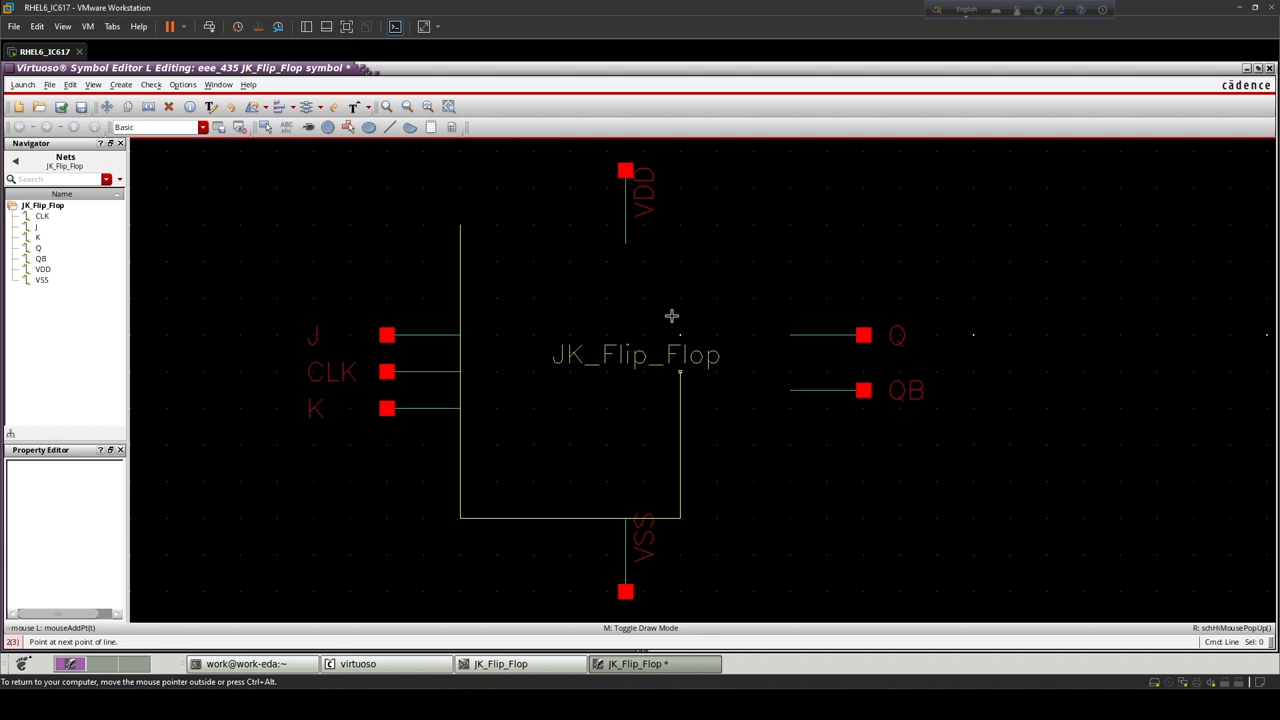 RHEL6_IC617 - VMware Workstation
English
File Edit View VM Tabs Help
RHEL6_IC617
Virtuoso® Symbol Editor L Editing: eee_435 JK_Flip_Flop symbol *
Launch File Edit View Create Check Options Window Help
cādence
Basic
Navigator
Nets
JK_Flip_Flop
Search
Name
JK_Flip_Flop
CLK
J
K
Q
QB
VDD
VSS
Property Editor
VDD
J
CLK
K
JK_Flip_Flop
Q
QB
VSS
mouse L: mouseAddPt(t)
M: Toggle Draw Mode
R: schHiMousePopUp()
2(3) Point at next point of line.
Cmd: Line Sel: 0
work@work-eda:~
virtuoso
JK_Flip_Flop
JK_Flip_Flop *
To return to your computer, move the mouse pointer outside or press Ctrl+Alt.